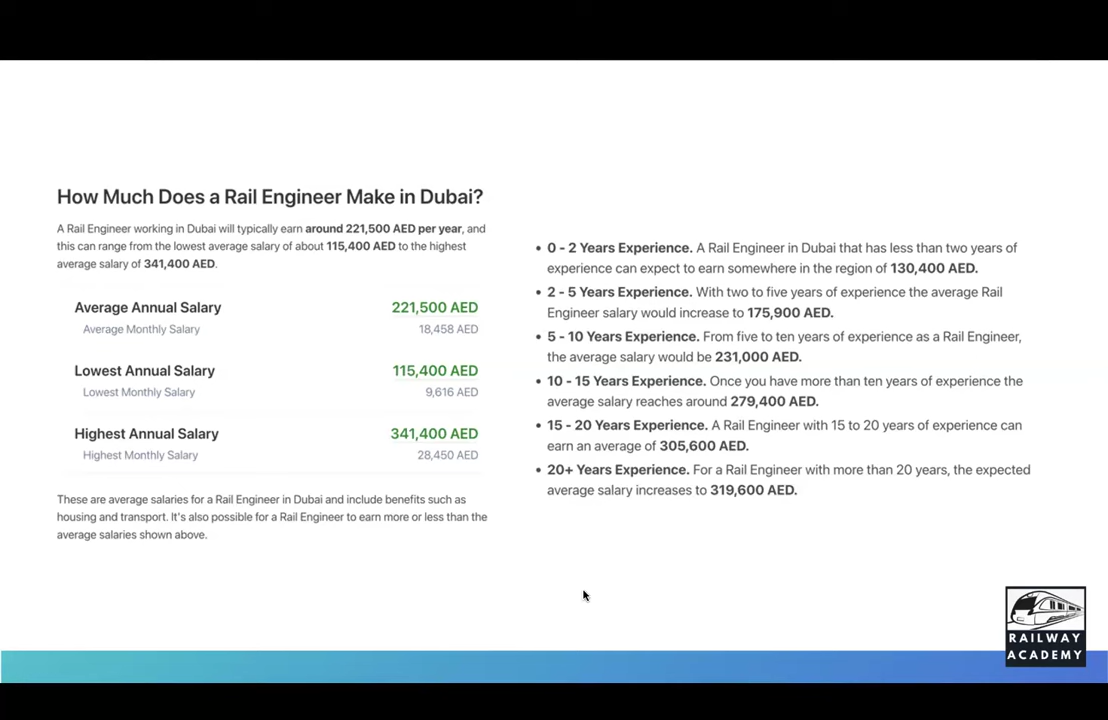 How Much Does a Rail Engineer Make in Dubai?
A Rail Engineer working in Dubai will typically earn around 221,500 AED per year, and
this can range from the lowest average salary of about 115,400 AED to the highest
average salary of 341,400 AED.
Average Annual Salary 221,500 AED
Average Monthly Salary 18,458 AED
Lowest Annual Salary 115,400 AED
Lowest Monthly Salary 9,616 AED
Highest Annual Salary 341,400 AED
Highest Monthly Salary 28,450 AED
These are average salaries for a Rail Engineer in Dubai and include benefits such as
housing and transport. It's also possible for a Rail Engineer to earn more or less than the
average salaries shown above.
• 0 - 2 Years Experience. A Rail Engineer in Dubai that has less than two years of
experience can expect to earn somewhere in the region of 130,400 AED.
• 2 - 5 Years Experience. With two to five years of experience the average Rail
Engineer salary would increase to 175,900 AED.
• 5 - 10 Years Experience. From five to ten years of experience as a Rail Engineer,
the average salary would be 231,000 AED.
• 10 - 15 Years Experience. Once you have more than ten years of experience the
average salary reaches around 279,400 AED.
• 15 - 20 Years Experience. A Rail Engineer with 15 to 20 years of experience can
earn an average of 305,600 AED.
• 20+ Years Experience. For a Rail Engineer with more than 20 years, the expected
average salary increases to 319,600 AED.
RAILWAY
ACADEMY